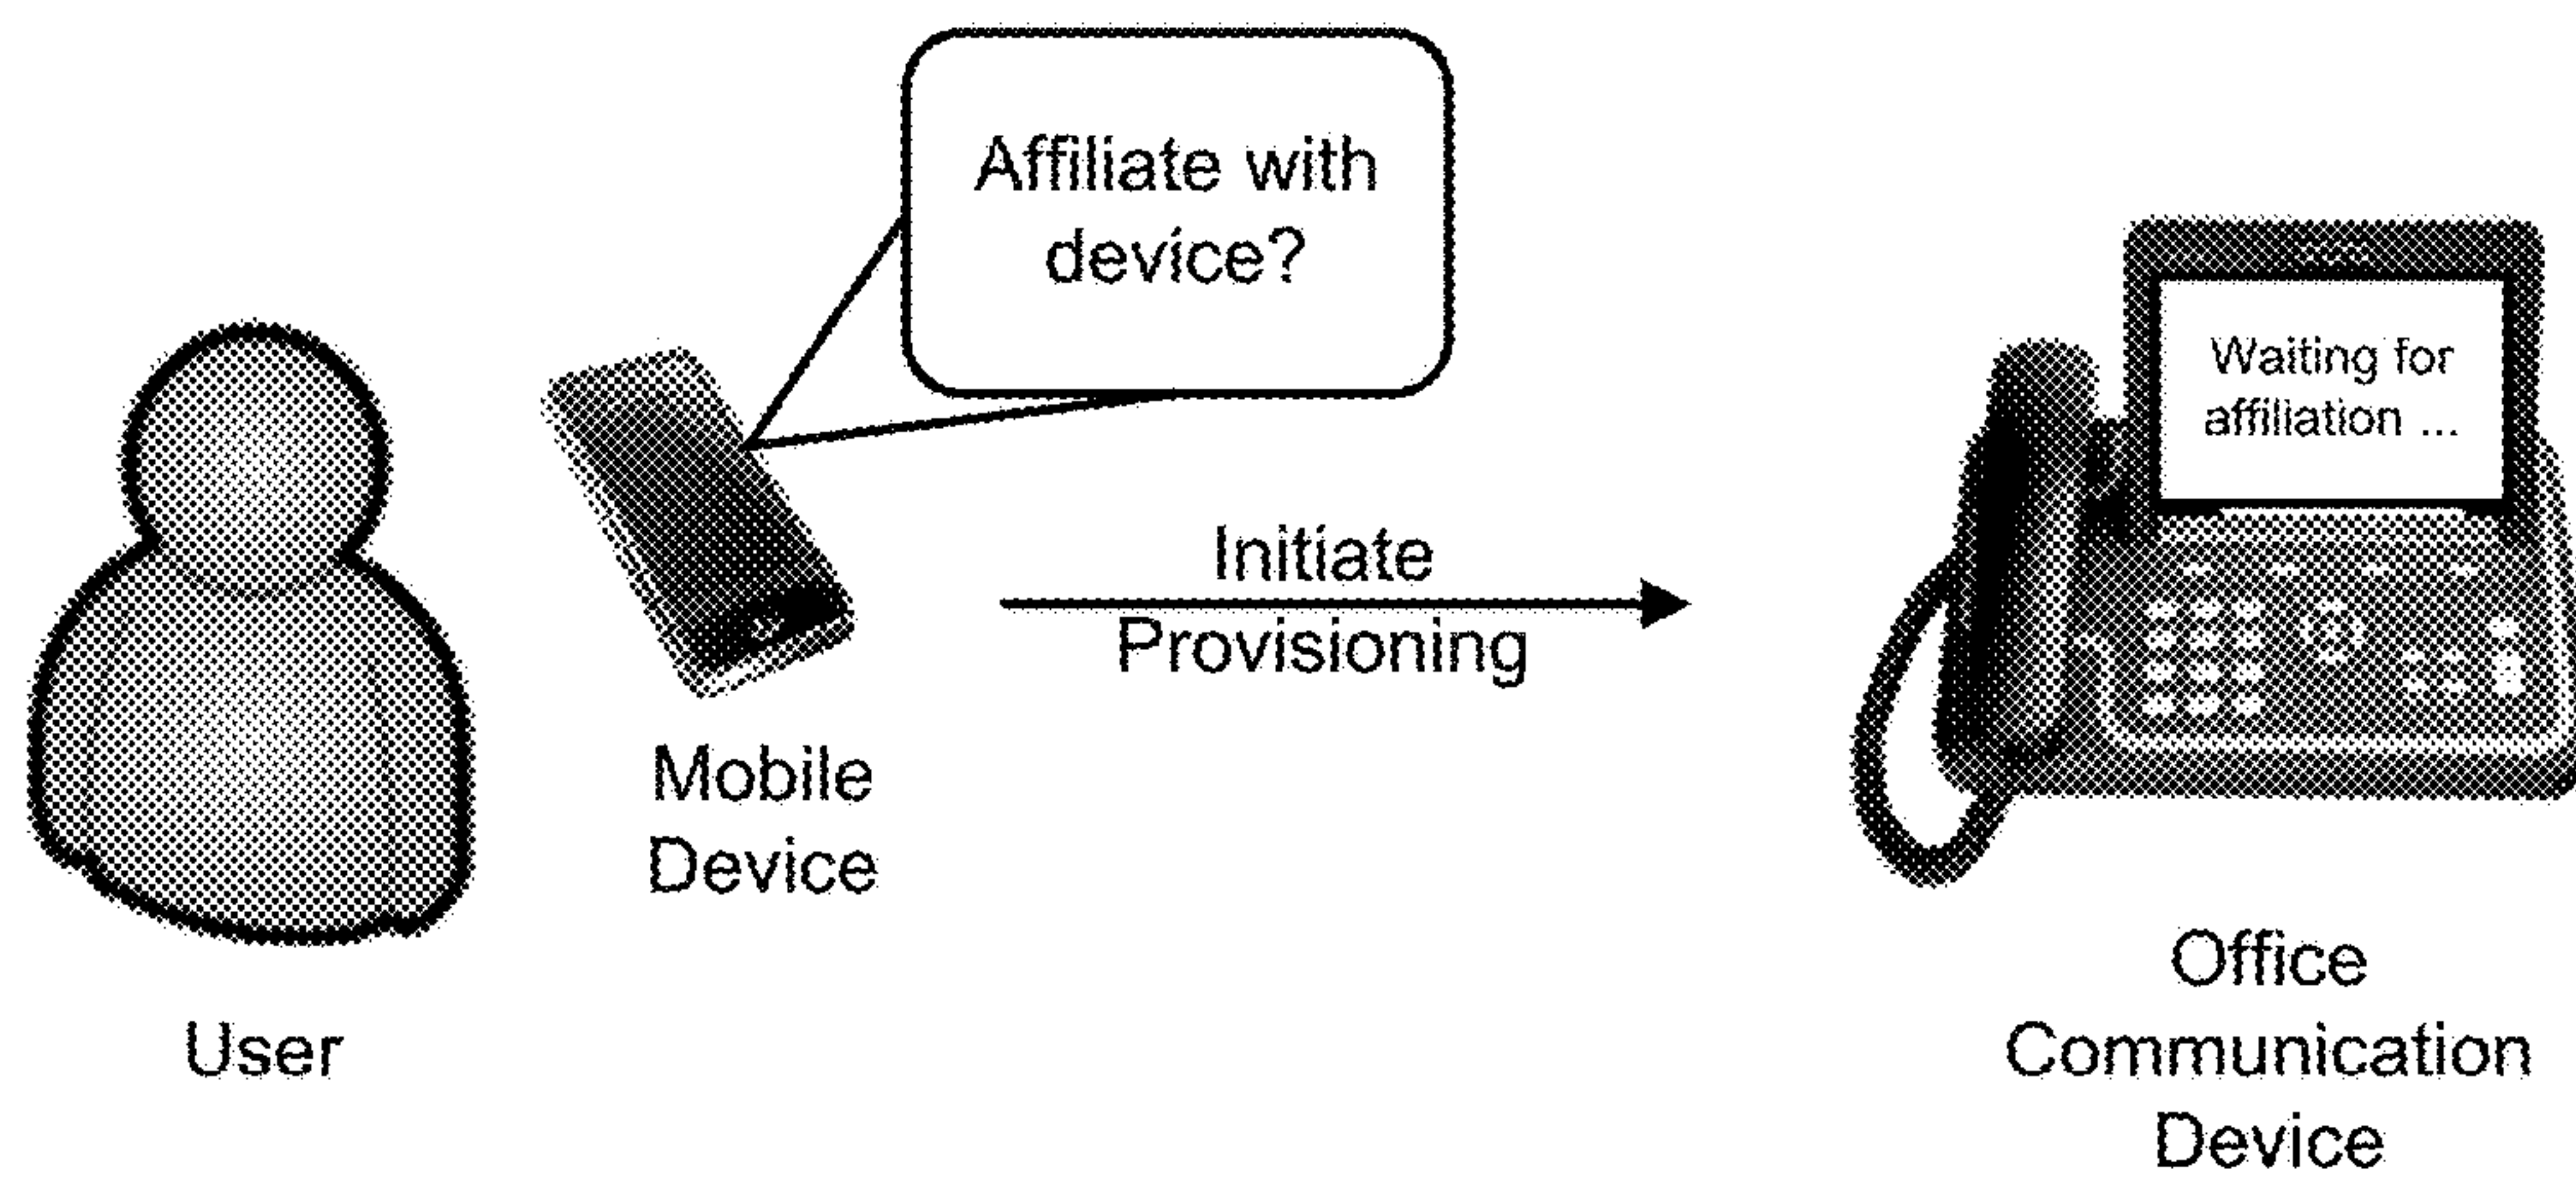 Affiliate with
device?
Waiting for
affiliation ...
Initiate
Provisioning
Mobile
Device
User
Office
Communication
Device